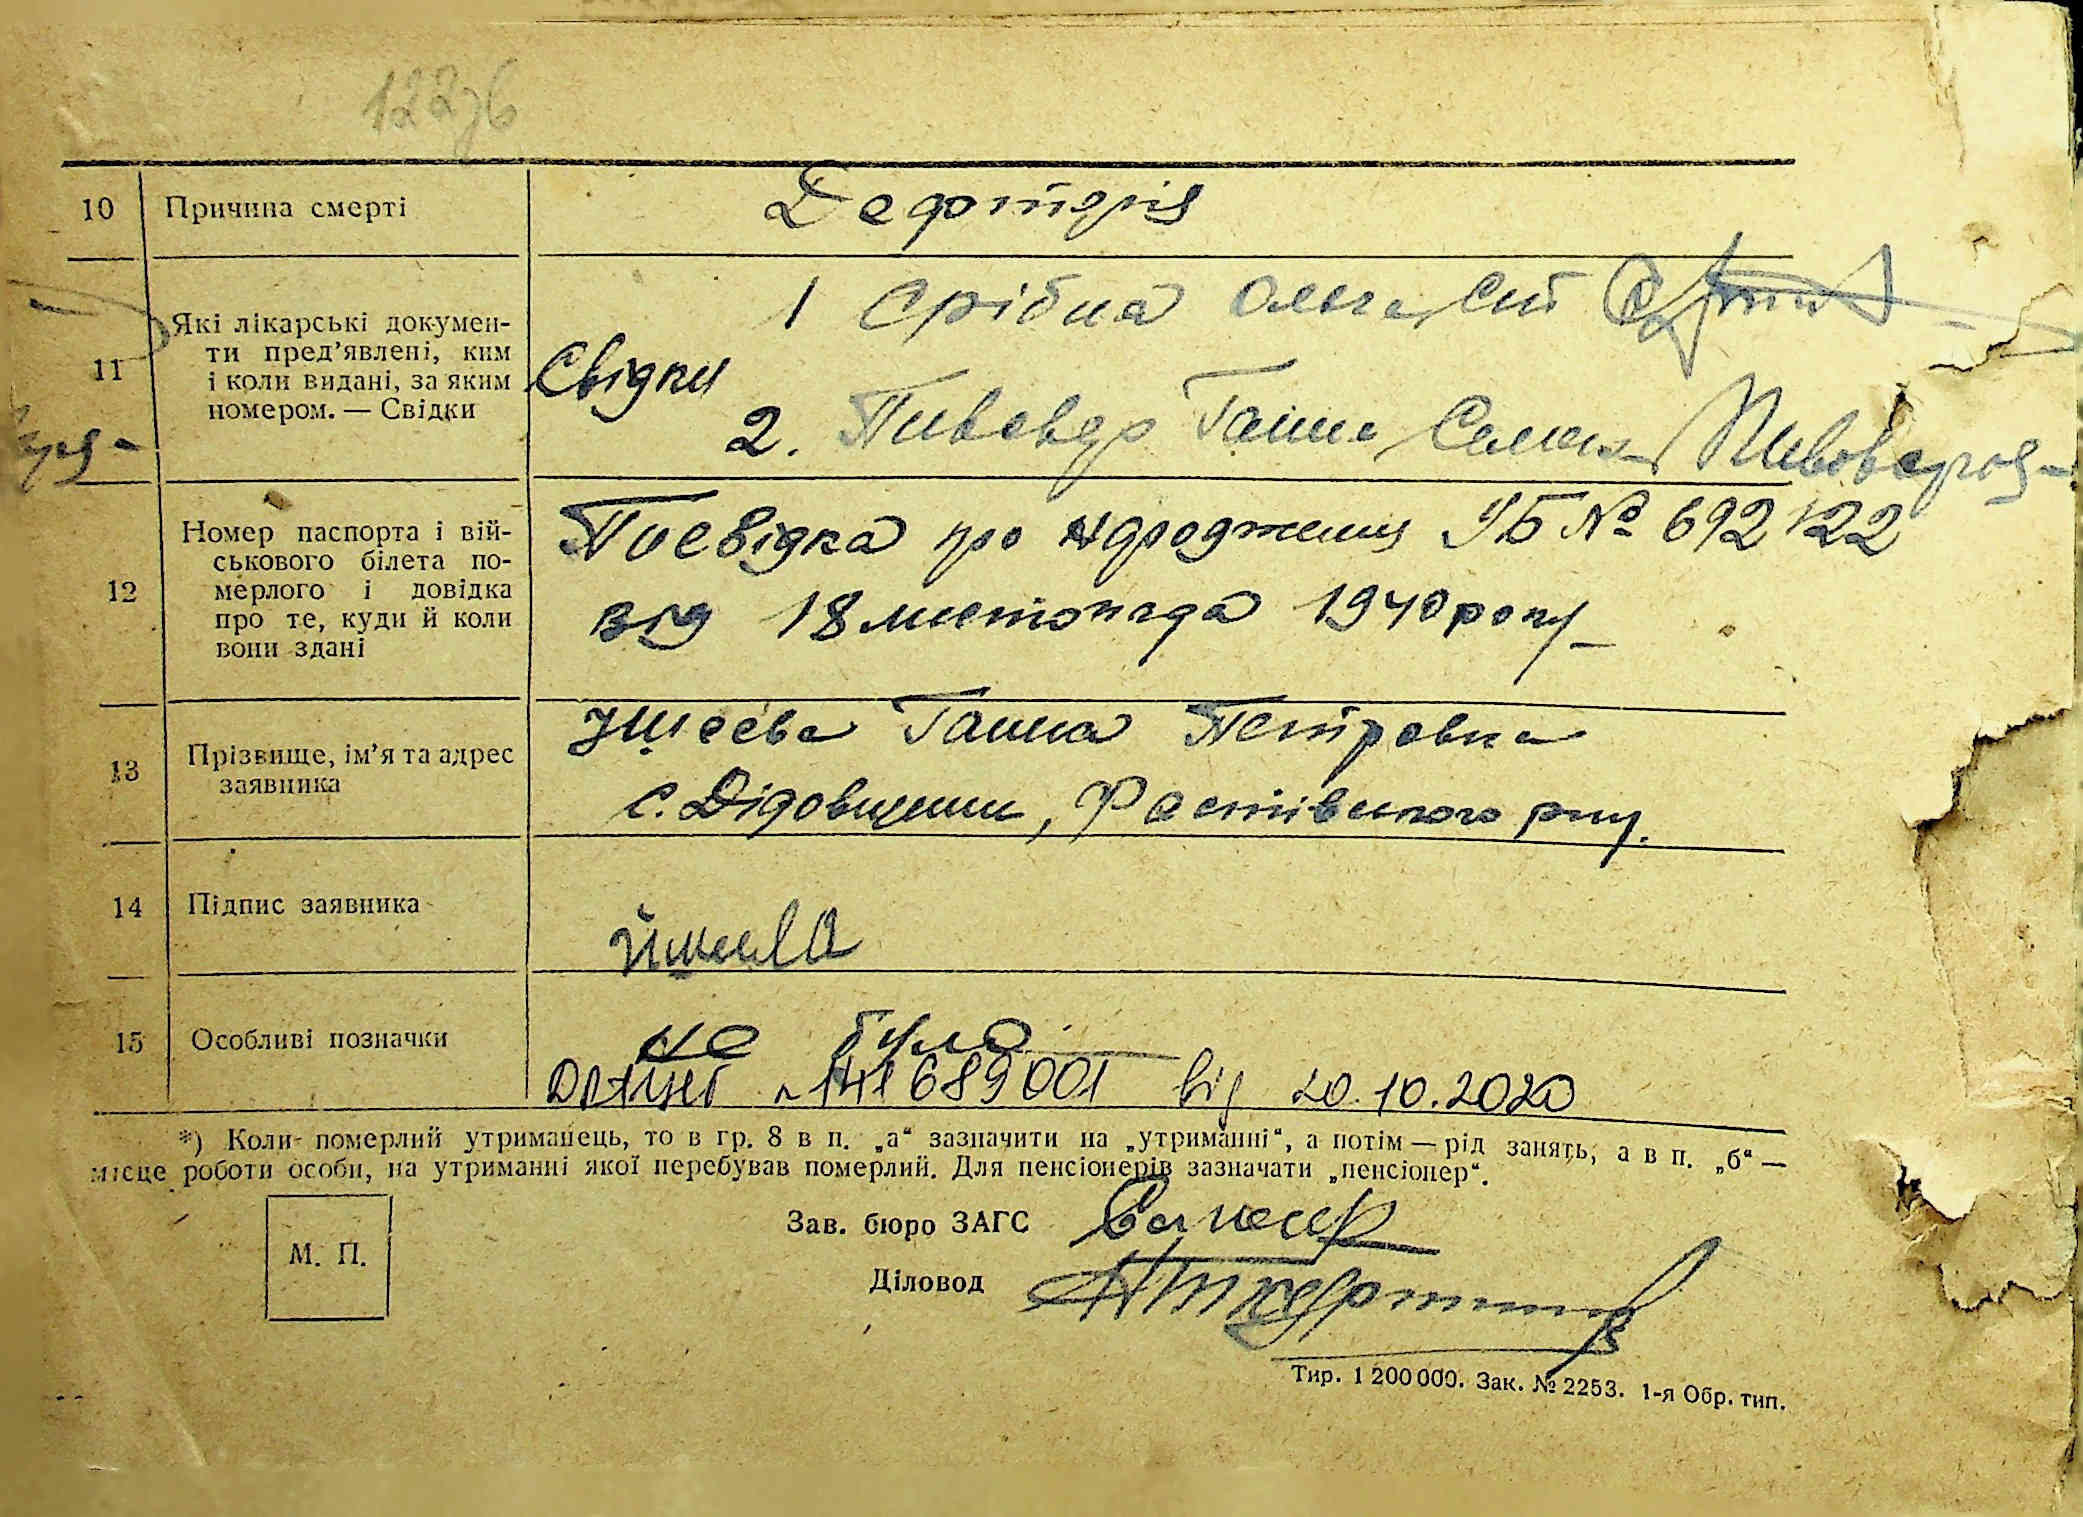 10 Причина смерті Дефтерія
11 Які лікарські докумен-
ти пред’явлені, ким
і коли видані, за яким
номером. — Свідки
Свідки
1 Срібна Ольга
2. Ганна
12 Номер паспорта і вій-
ськового білета по-
мерлого і довідка
про те, куди й коли
вони здані
Посвідка про народження УБ № 692122
від 18 листопада 1940 року
13 Прізвище, ім’я та адрес
заявника
Ганна Петровна
с. Дідовщини, Фастівського р-ну.
14 Підпис заявника
15 Особливі позначки
не було
ДРАЦСГ 141689001 від 20.10.2020
*) Коли померлий утриманець, то в гр. 8 в п. „а“ зазначити на „утриманні“, а потім — рід занять, а в п. „б“ —
місце роботи особи, на утриманні якої перебував померлий. Для пенсіонерів зазначати „пенсіонер“.
М. П.
Зав. бюро ЗАГС
Діловод
Тир. 1 200 000. Зак. № 2253. 1-я Обр. тип.